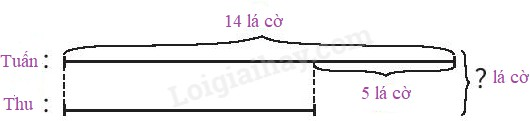 14 lá cờ
Tuấn :
5 lá cờ
? lá cờ
Thu :
Loigiaihay.com